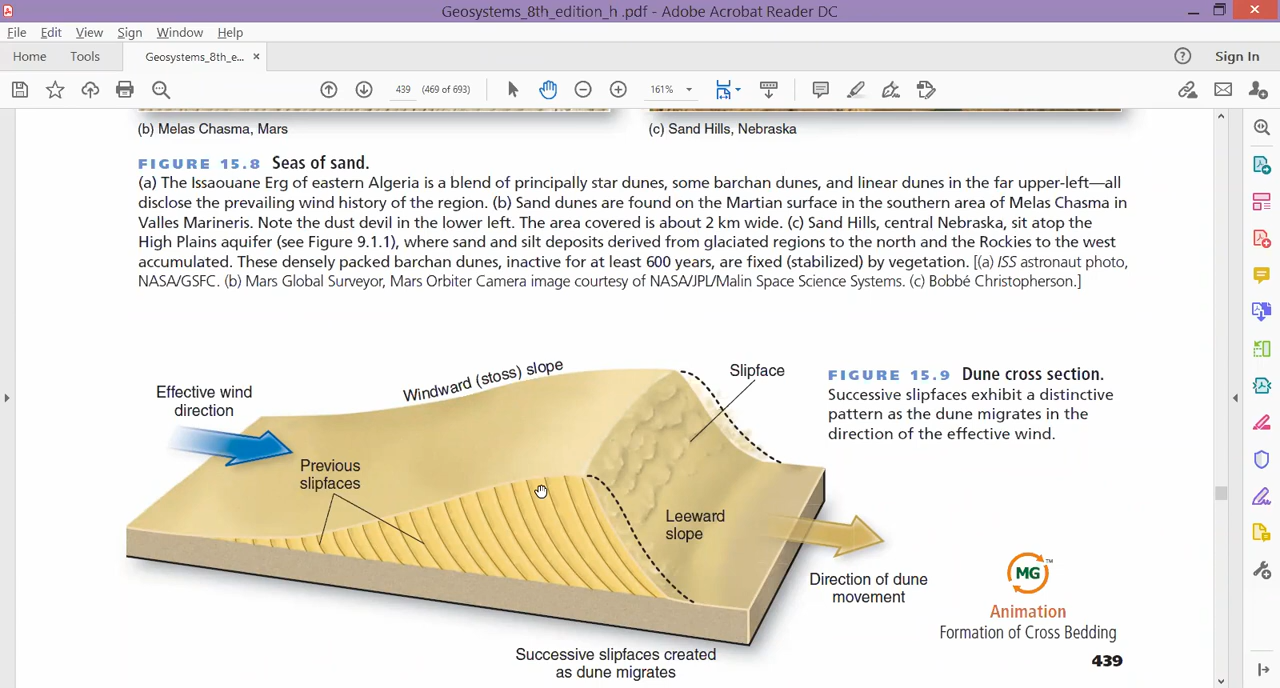 Geosystems_8th_edition_h .pdf - Adobe Acrobat Reader DC
File Edit View Sign Window Help
Home Tools Geosystems_8th_e... × Sign In
439 (469 of 693) 161%
(b) Melas Chasma, Mars
(c) Sand Hills, Nebraska
FIGURE 15.8 Seas of sand.
(a) The Issaouane Erg of eastern Algeria is a blend of principally star dunes, some barchan dunes, and linear dunes in the far upper-left—all
disclose the prevailing wind history of the region. (b) Sand dunes are found on the Martian surface in the southern area of Melas Chasma in
Valles Marineris. Note the dust devil in the lower left. The area covered is about 2 km wide. (c) Sand Hills, central Nebraska, sit atop the
High Plains aquifer (see Figure 9.1.1), where sand and silt deposits derived from glaciated regions to the north and the Rockies to the west
accumulated. These densely packed barchan dunes, inactive for at least 600 years, are fixed (stabilized) by vegetation. [(a) ISS astronaut photo,
NASA/GSFC. (b) Mars Global Surveyor, Mars Orbiter Camera image courtesy of NASA/JPL/Malin Space Science Systems. (c) Bobbé Christopherson.]
Effective wind
direction
Windward (stoss) slope
Slipface
Previous
slipfaces
Leeward
slope
Direction of dune
movement
Successive slipfaces created
as dune migrates
FIGURE 15.9 Dune cross section.
Successive slipfaces exhibit a distinctive
pattern as the dune migrates in the
direction of the effective wind.
MG™
Animation
Formation of Cross Bedding
439